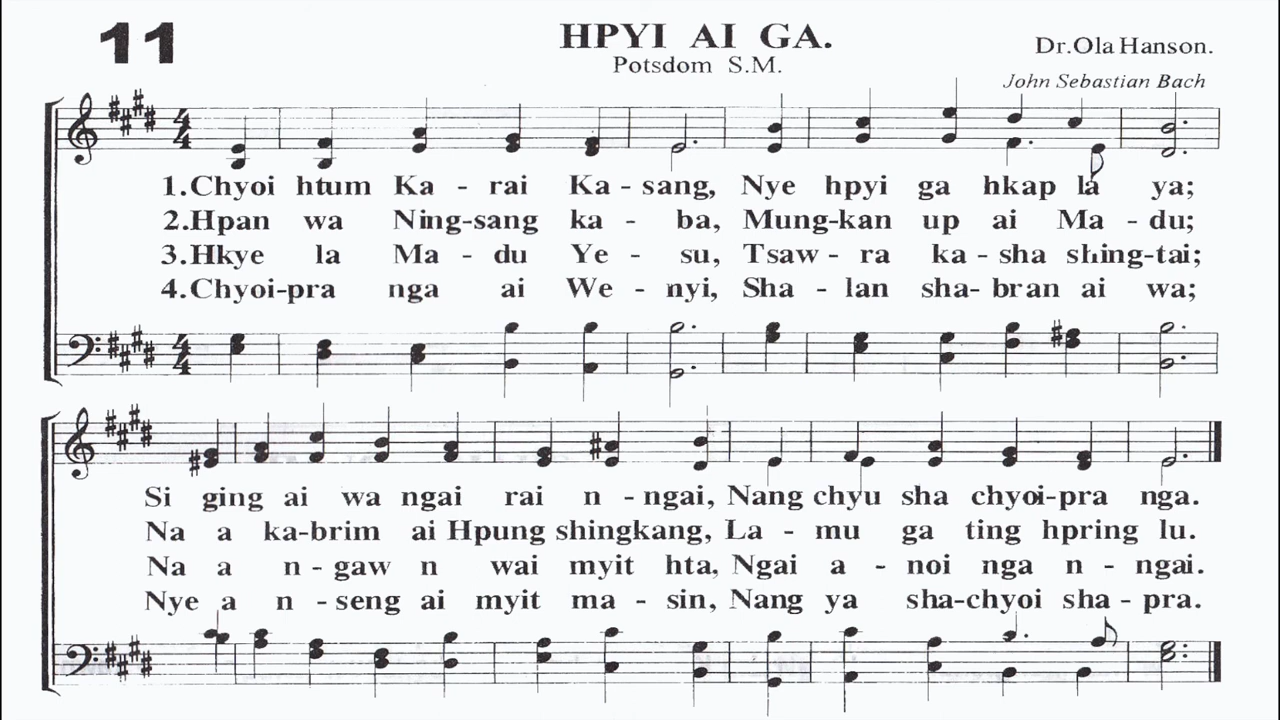 11
HPYI AI GA.
Potsdom S.M.
Dr.Ola Hanson.
John Sebastian Bach
1.Chyoi htum Ka - rai Ka - sang, Nye hpyi ga hkap la ya;
2.Hpan wa Ning-sang ka - ba, Mung-kan up ai Ma - du;
3.Hkye la Ma - du Ye - su, Tsaw - ra ka - sha shing-tai;
4.Chyoi-pra nga ai We - nyi, Sha - lan sha- bran ai wa;
Si ging ai wa ngai rai n - ngai, Nang chyu sha chyoi-pra nga.
Na a ka-brim ai Hpung shingkang, La - mu ga ting hpring lu.
Na a n - gaw n wai myit hta, Ngai a - noi nga n - ngai.
Nye a n - seng ai myit ma - sin, Nang ya sha-chyoi sha - pra.